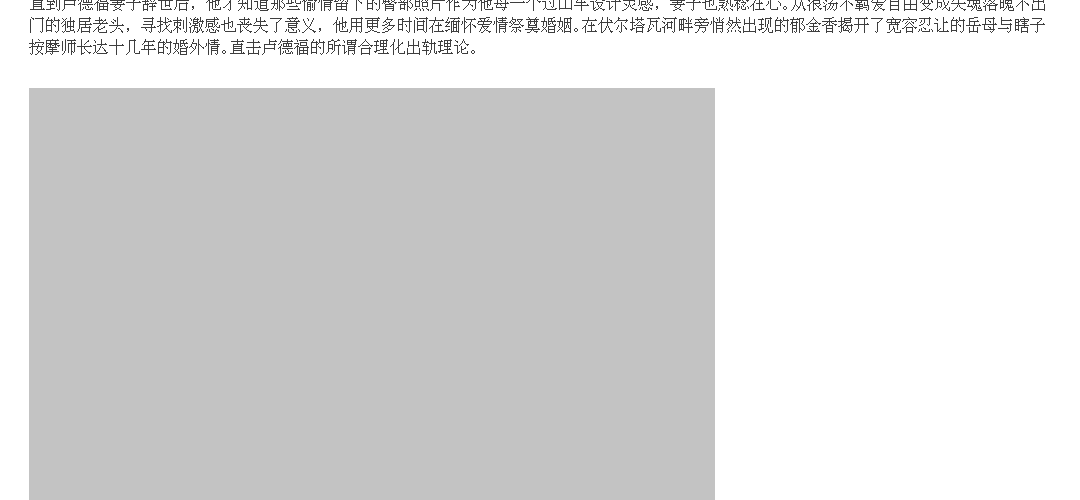 直到卢德福妻子辞世后，他才知道那些偷情留下的臀部照片作为他每一个过山车设计灵感，妻子也熟稔在心。从很荡不羁爱自由变成失魂落魄不出
门的独居老头，寻找刺激感也丧失了意义，他用更多时间在缅怀爱情祭奠婚姻。在伏尔塔瓦河畔旁悄然出现的郁金香揭开了宽容忍让的岳母与瞎子
按摩师长达十几年的婚外情。直击卢德福的所谓合理化出轨理论。